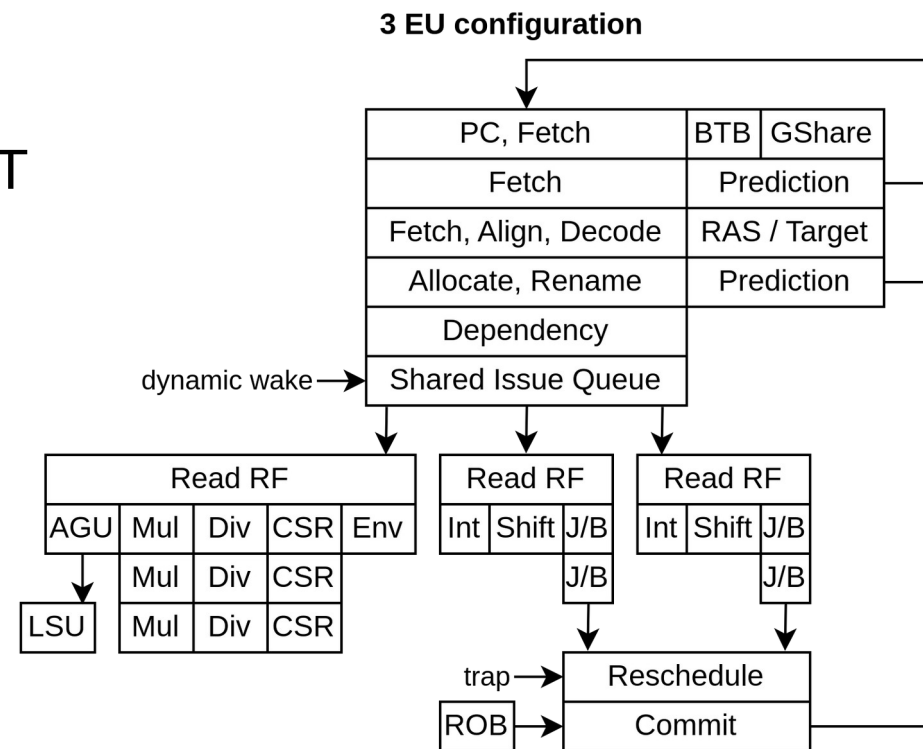 3 EU configuration
T
PC, Fetch BTB GShare
Fetch Prediction
Fetch, Align, Decode RAS / Target
Allocate, Rename Prediction
Dependency
dynamic wake Shared Issue Queue
Read RF Read RF Read RF
AGU Mul Div CSR Env Int Shift J/B Int Shift J/B
Mul Div CSR J/B J/B
LSU Mul Div CSR
trap Reschedule
ROB Commit